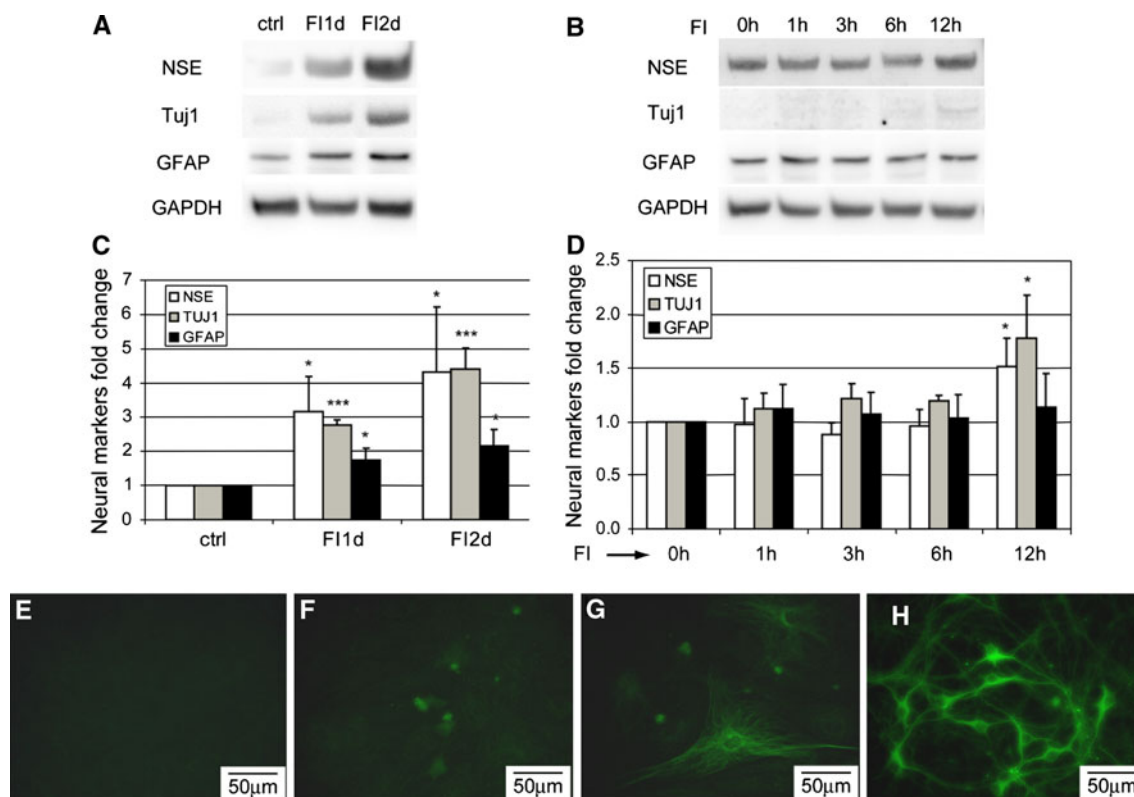 A
ctrl FI1d FI2d
NSE
Tuj1
GFAP
GAPDH
B
FI 0h 1h 3h 6h 12h
NSE
Tuj1
GFAP
GAPDH
C
Neural markers fold change
7
6
5
4
3
2
1
0
NSE
TUJ1
GFAP
* *** *
* *** *
ctrl FI1d FI2d
D
Neural markers fold change
2.5
2.0
1.5
1.0
0.5
0.0
NSE
TUJ1
GFAP
* *
FI → 0h 1h 3h 6h 12h
E
50µm
F
50µm
G
50µm
H
50µm